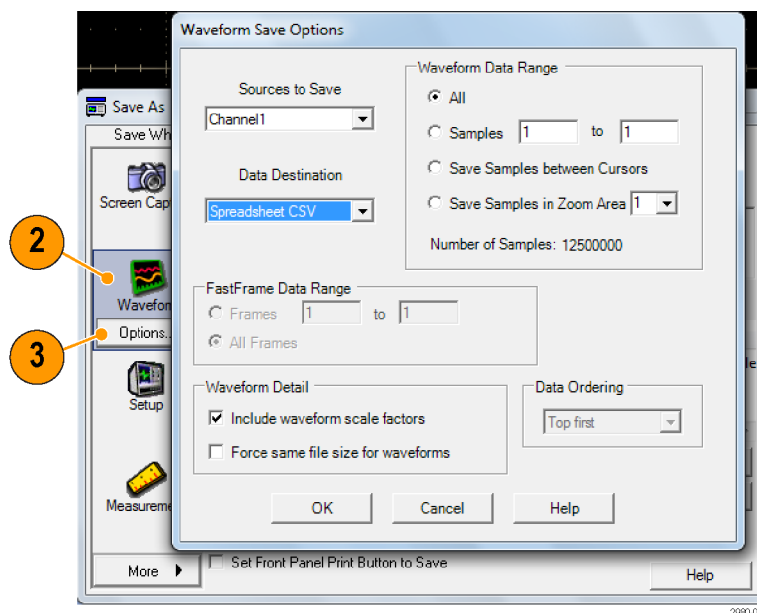 Waveform Save Options
Save As
Save Wh
Screen Cap
2
Wavefor
Options..
3
Setup
Measureme
More
Sources to Save
Channel1
Data Destination
Spreadsheet CSV
Waveform Data Range
All
Samples 1 to 1
Save Samples between Cursors
Save Samples in Zoom Area 1
Number of Samples: 12500000
FastFrame Data Range
Frames 1 to 1
All Frames
Waveform Detail
Include waveform scale factors
Force same file size for waveforms
Data Ordering
Top first
OK Cancel Help
le
Set Front Panel Print Button to Save
Help